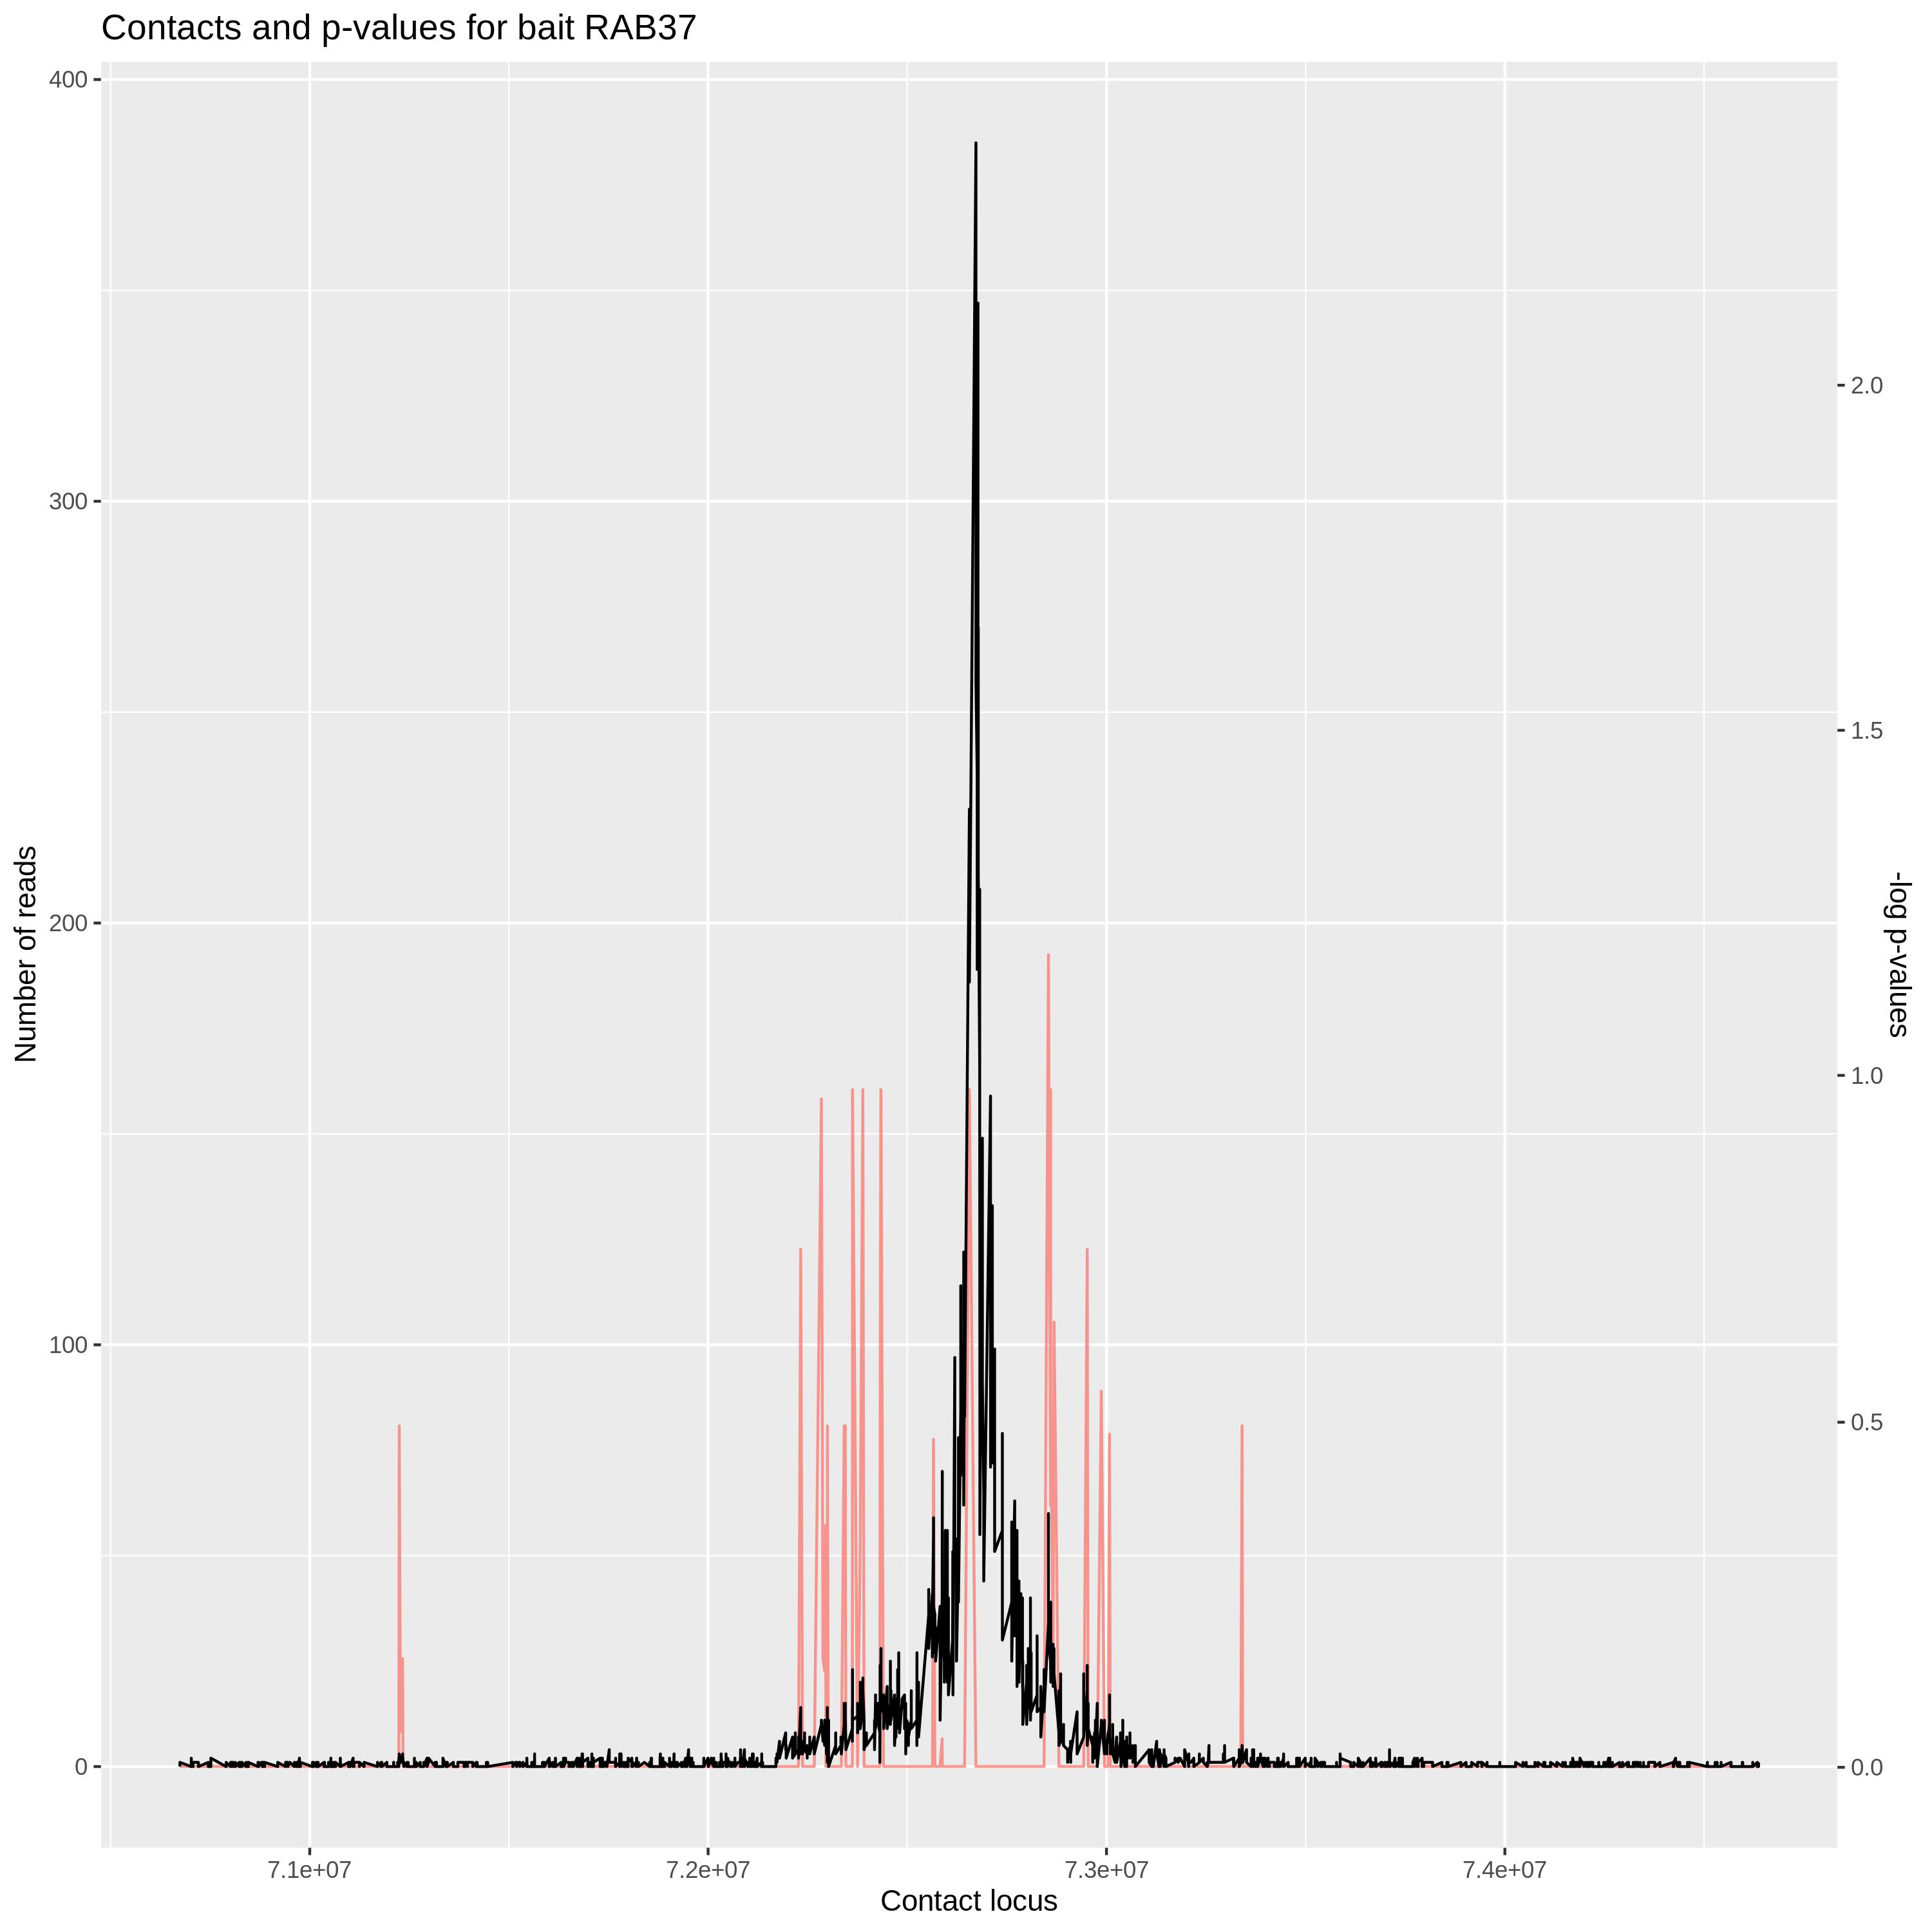 Contacts and p-values for bait RAB37
400
300
200
100
0
Number of reads
2.0
1.5
1.0
0.5
0.0
-log p-values
7.1e+07
7.2e+07
7.3e+07
7.4e+07
Contact locus